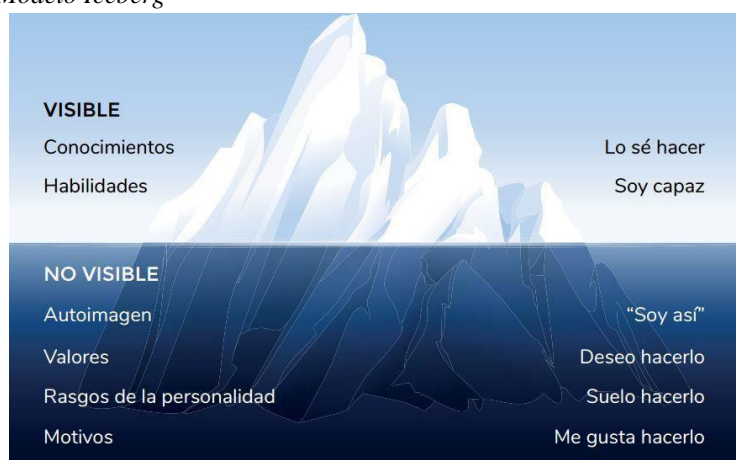 Modelo Iceberg
VISIBLE
Conocimientos Lo sé hacer
Habilidades Soy capaz
NO VISIBLE
Autoimagen “Soy así”
Valores Deseo hacerlo
Rasgos de la personalidad Suelo hacerlo
Motivos Me gusta hacerlo